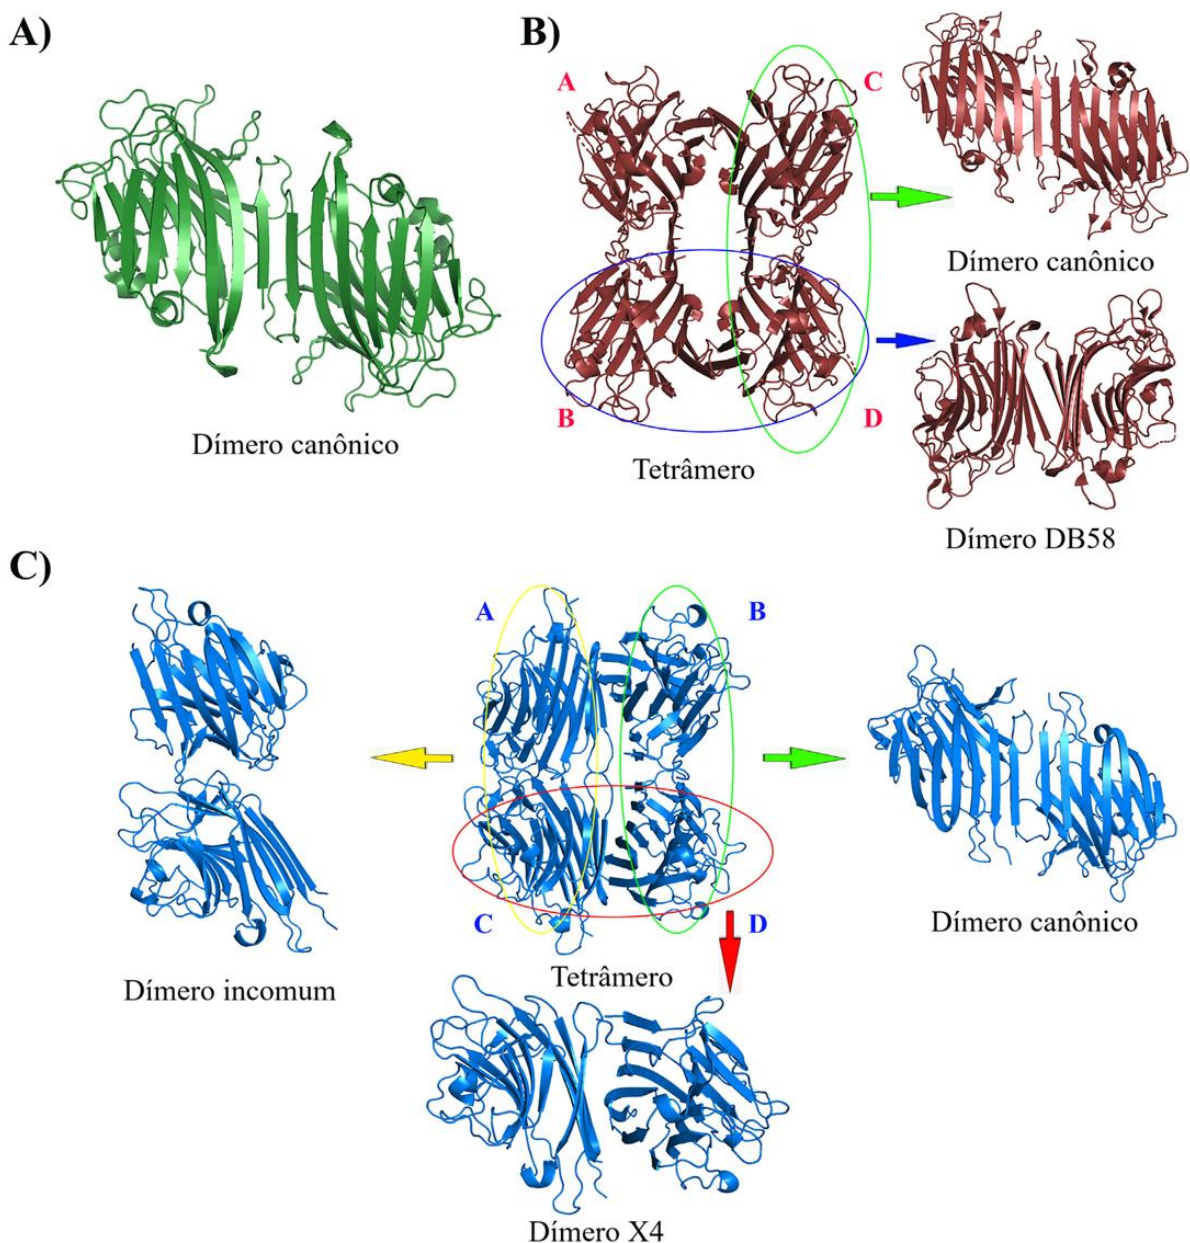 A)
Dímero canônico
B)
A
C
B
D
Tetrâmero
Dímero canônico
Dímero DB58
C)
A
B
C
D
Dímero incomum
Tetrâmero
Dímero canônico
Dímero X4